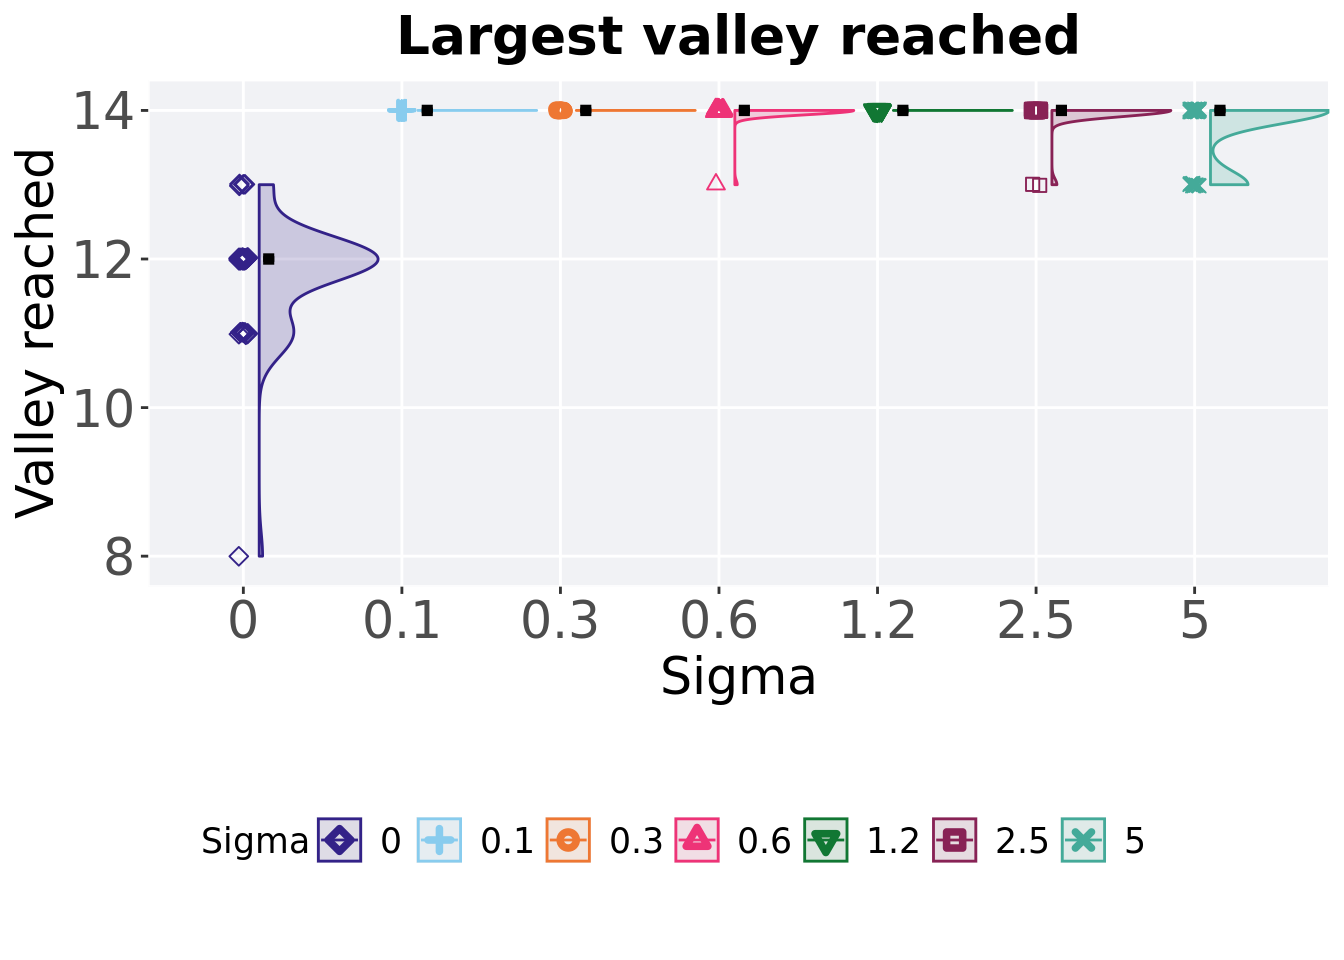 Largest valley reached
Valley reached
14
12
10
8
0 0.1 0.3 0.6 1.2 2.5 5
Sigma
Sigma 0 0.1 0.3 0.6 1.2 2.5 5